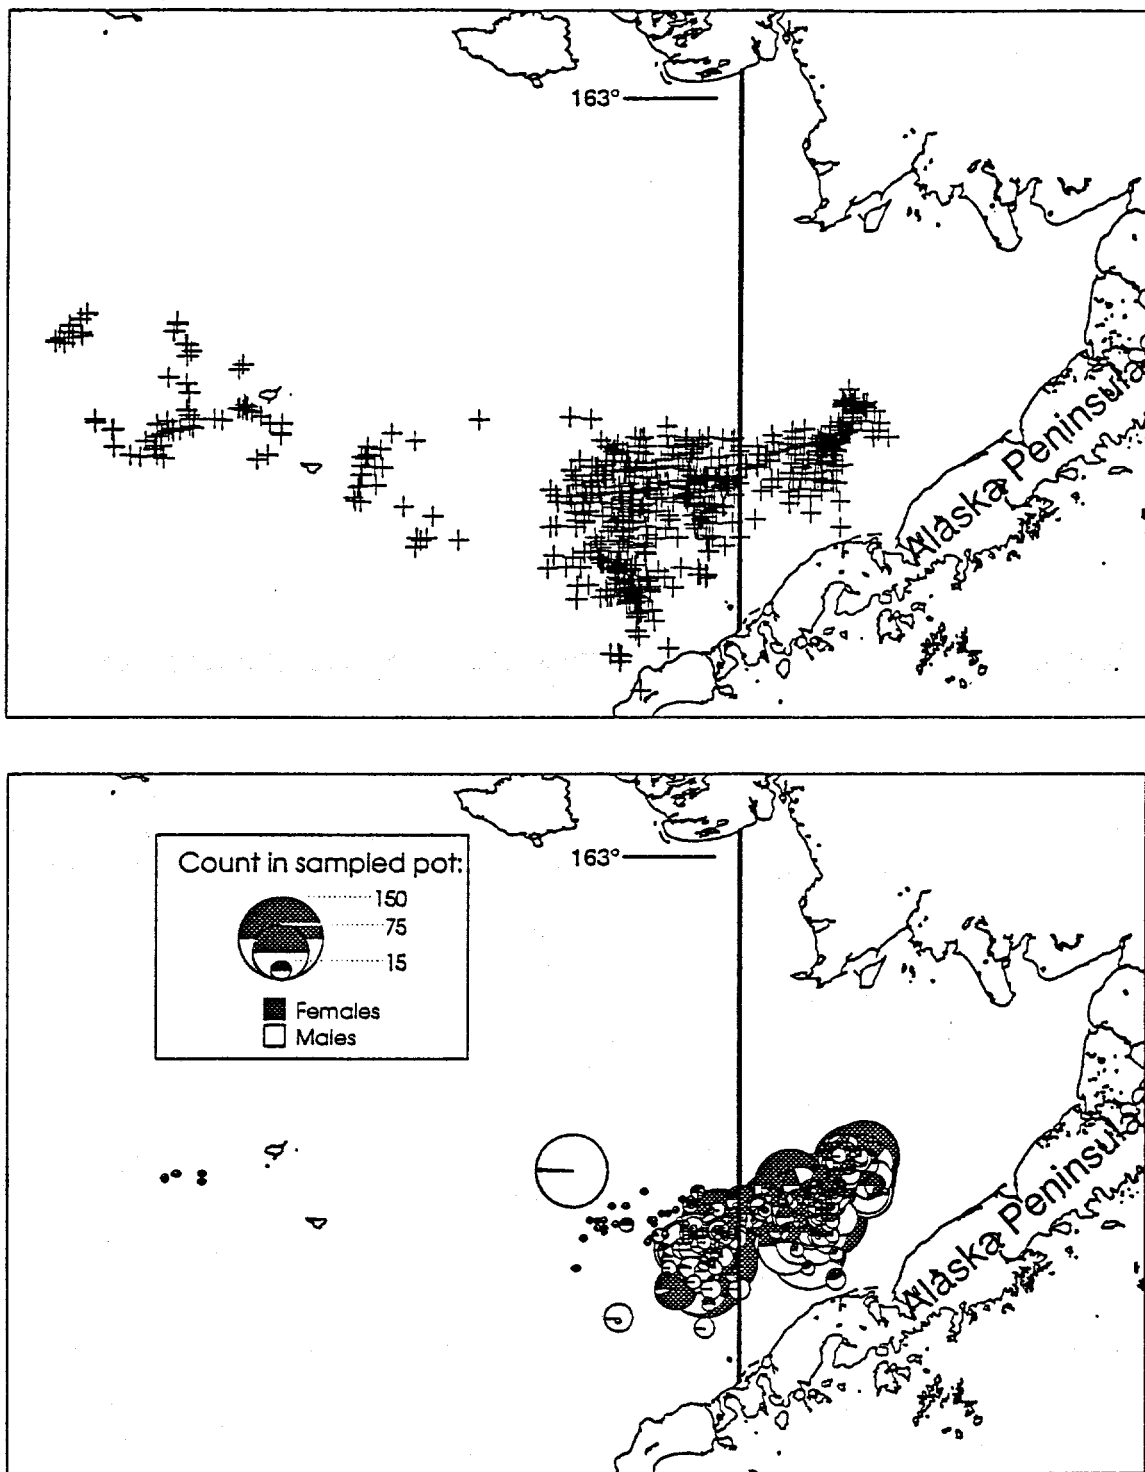 163°
Alaska Peninsula
Count in sampled pot:
150
75
15
Females
Males
163°
Alaska Peninsula